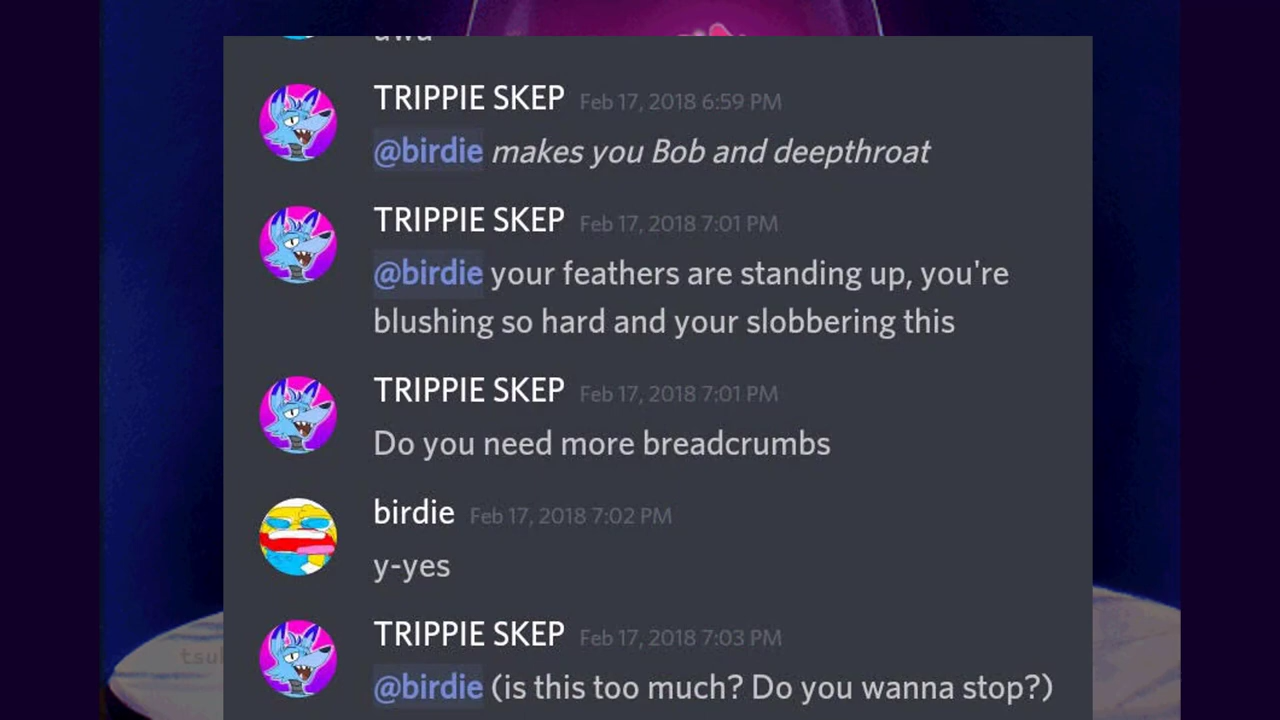 awa
TRIPPIE SKEP Feb 17, 2018 6:59 PM
@birdie makes you Bob and deepthroat
TRIPPIE SKEP Feb 17, 2018 7:01 PM
@birdie your feathers are standing up, you're
blushing so hard and your slobbering this
TRIPPIE SKEP Feb 17, 2018 7:01 PM
Do you need more breadcrumbs
birdie Feb 17, 2018 7:02 PM
y-yes
TRIPPIE SKEP Feb 17, 2018 7:03 PM
@birdie (is this too much? Do you wanna stop?)